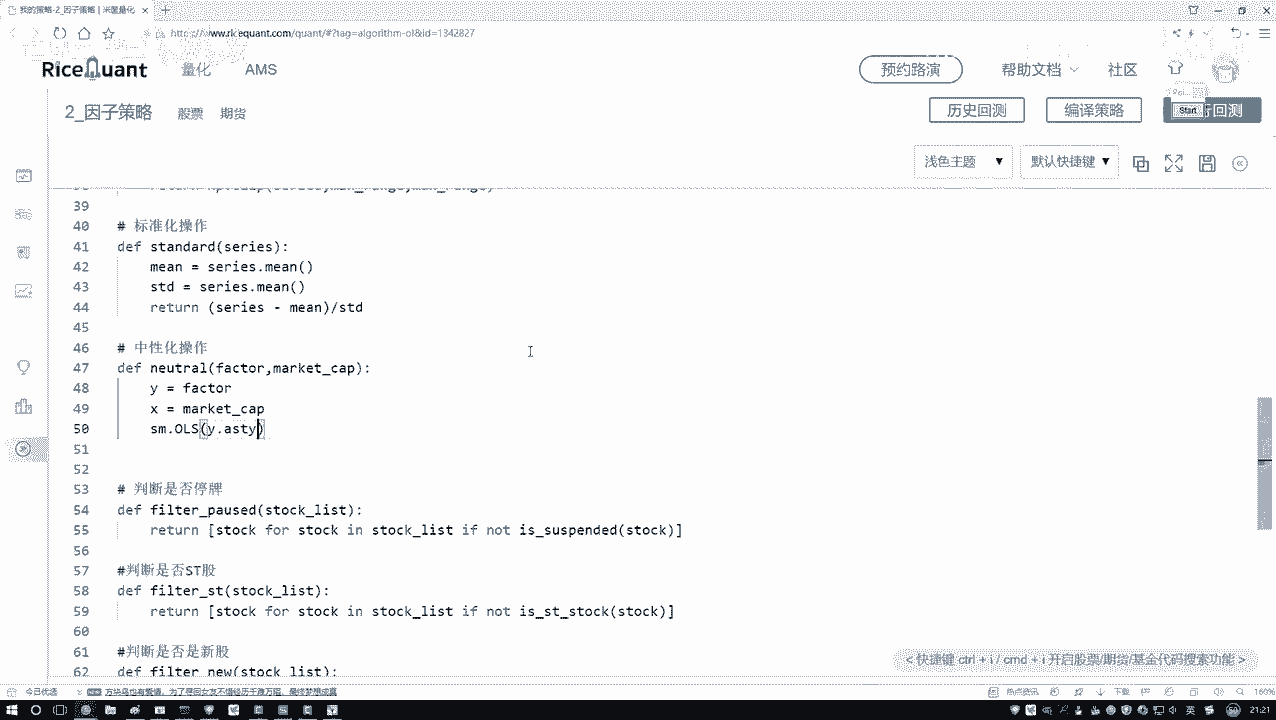 我的策略-2_因子策略 | 米筐量化
http://www.ricequant.com/quant/#?tag=algorithm-ol&id=1342827
RiceQuant 量化 AMS 预约路演 帮助文档 社区
2_因子策略 股票 期货 历史回测 编译策略 Start 回测
浅色主题 默认快捷键
39
40 # 标准化操作
41 def standard(series):
42 mean = series.mean()
43 std = series.mean()
44 return (series - mean)/std
45
46 # 中性化操作
47 def neutral(factor,market_cap):
48 y = factor
49 x = market_cap
50 sm.OLS(y.asty)
51
52
53 # 判断是否停牌
54 def filter_paused(stock_list):
55 return [stock for stock in stock_list if not is_suspended(stock)]
56
57 #判断是否ST股
58 def filter_st(stock_list):
59 return [stock for stock in stock_list if not is_st_stock(stock)]
60
61 #判断是否是新股
62 def filter_new(stock_list):
<快捷键 ctrl + i / cmd + i 开启股票/期货/基金代码搜索功能>
今日优选 热点资讯 下载 160%
英 21:21